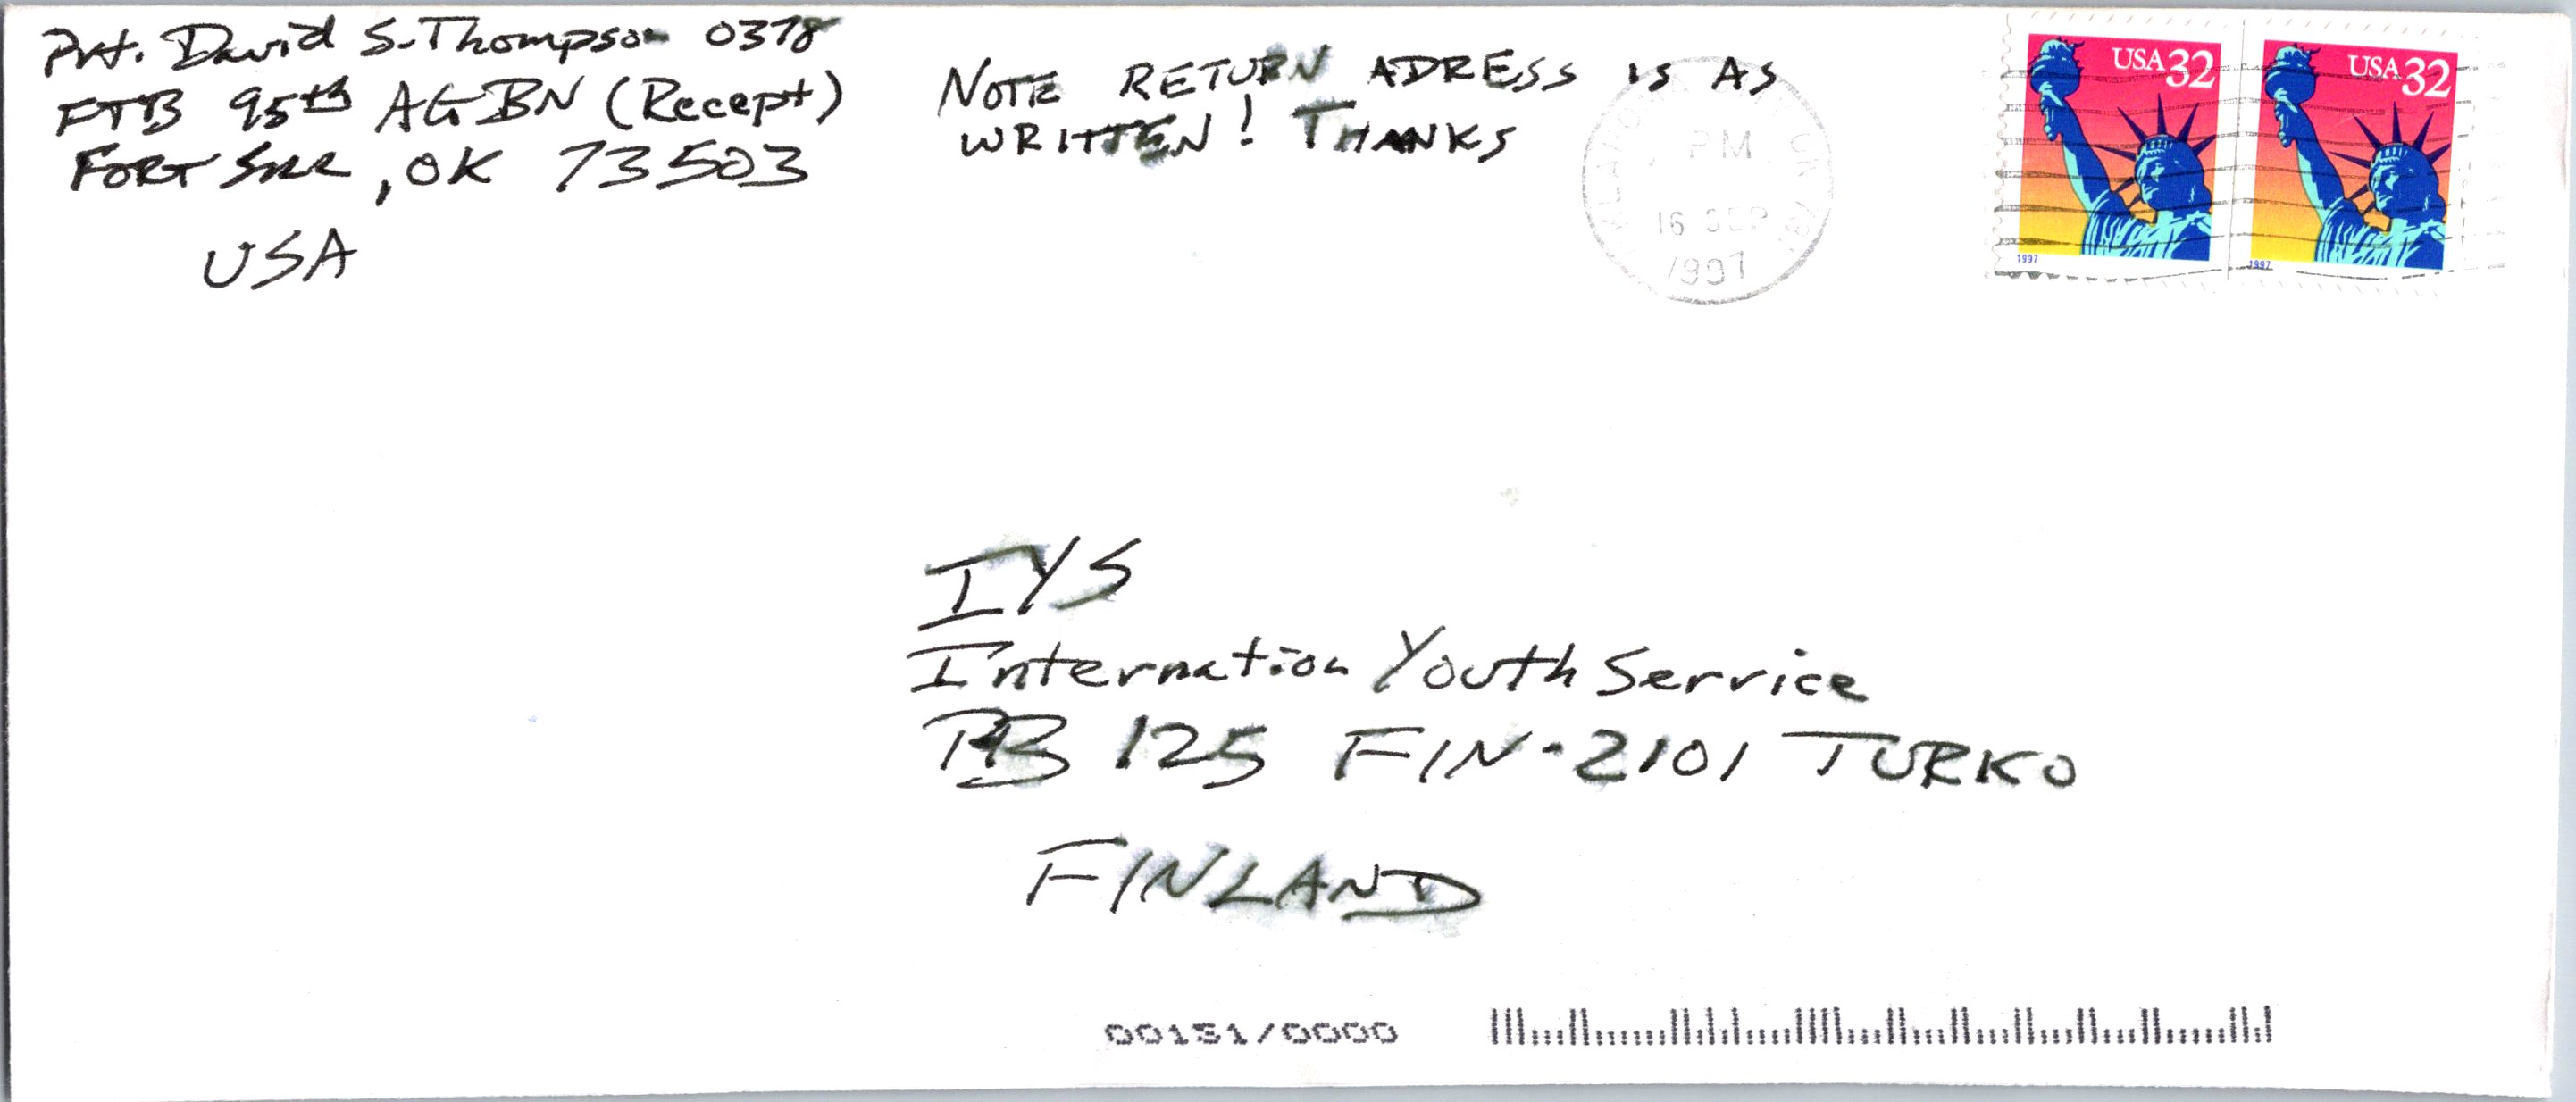 Pvt. David S. Thompson 0378
FTB 95th AG BN (Recept)
FORT SILL, OK 73503
USA
NOTE RETURN ADRESS IS AS
WRITTEN! THANKS
PM
16 SEP
1997
USA 32
1997
USA 32
1997
IYS
Internation Youth Service
PB 125 FIN-2101 TURKO
FINLAND
00131/0000